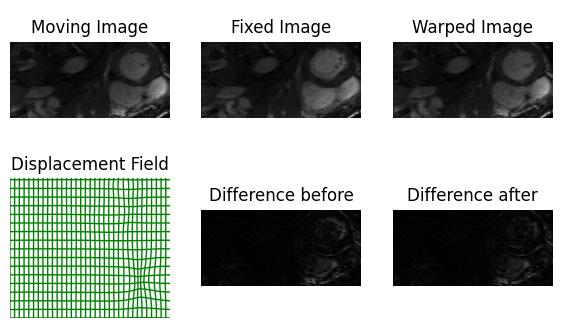 Moving Image
Fixed Image
Warped Image
Displacement Field
Difference before
Difference after